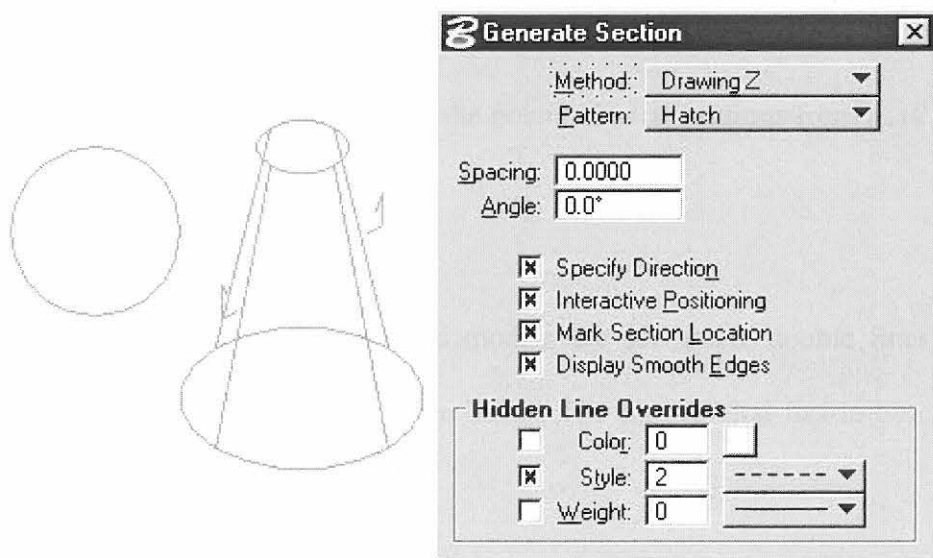 Generate Section
Method: Drawing Z
Pattern: Hatch
Spacing: 0.0000
Angle: 0.0°
Specify Direction
Interactive Positioning
Mark Section Location
Display Smooth Edges
Hidden Line Overrides
Color: 0
Style: 2
Weight: 0